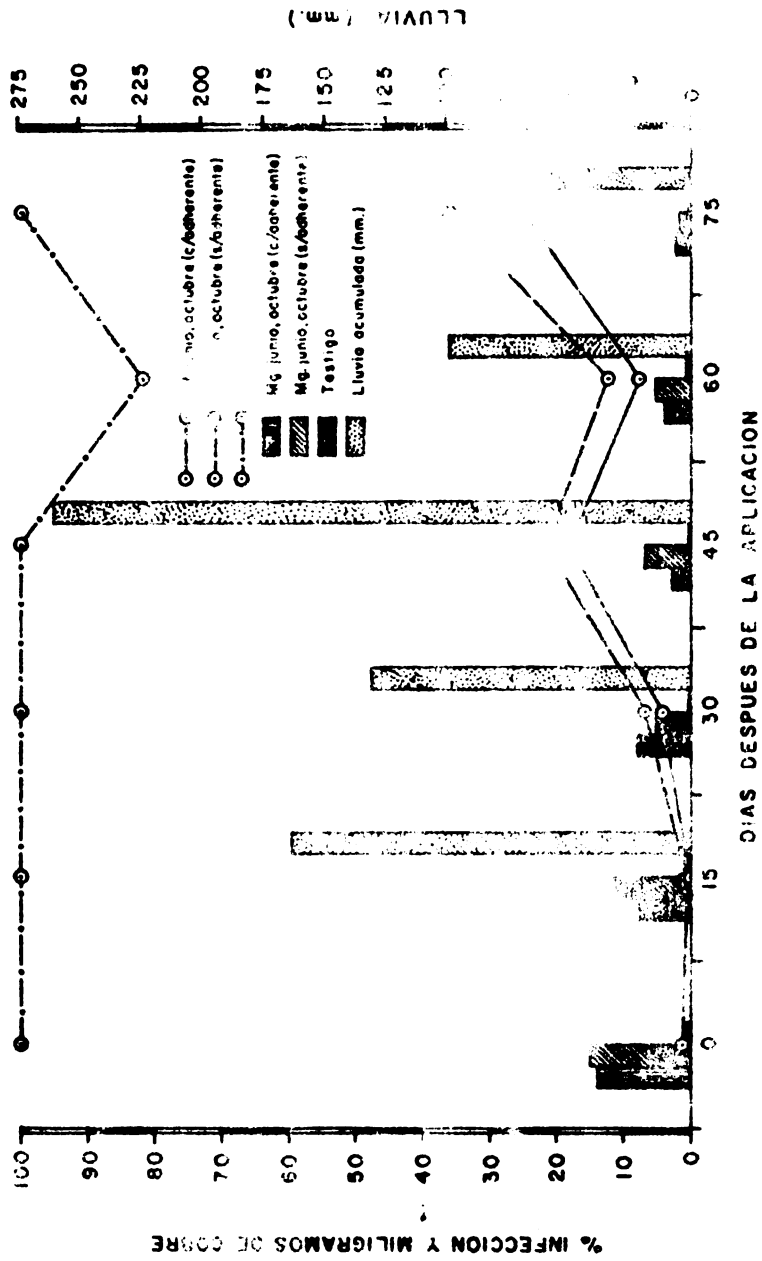 % INFECCION Y MILIGRAMOS DE COBRE
100
90
80
70
60
50
40
30
20
10
0
octubre (c/adherente)
octubre (s/adherente)
Mg. junio, octubre (c/adherente)
Mg. junio, octubre (s/adherente)
Testigo
Lluvia acumulada (mm.)
275
250
225
200
175
150
125
0
LLUVIA (mm.)
0
15
30
45
60
75
DIAS DESPUES DE LA APLICACION